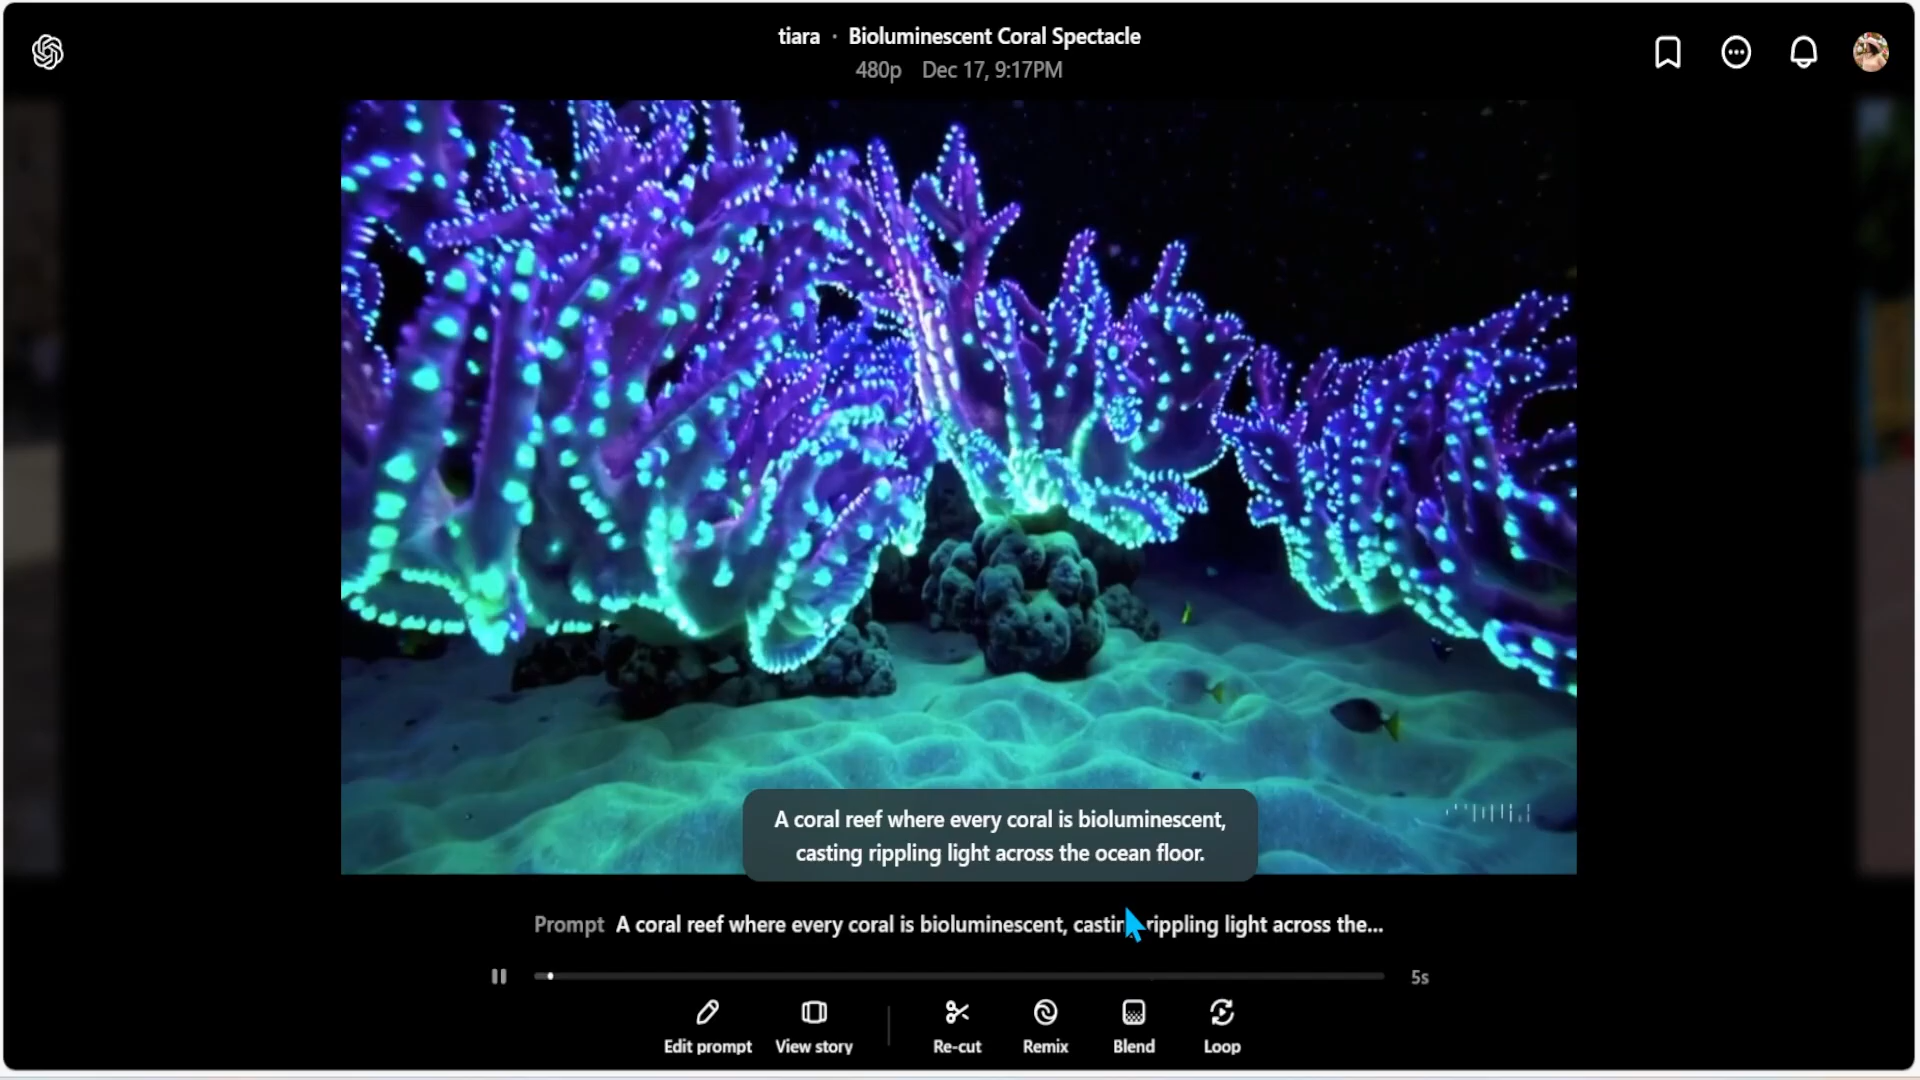 tiara · Bioluminescent Coral Spectacle
480p Dec 17, 9:17PM
A coral reef where every coral is bioluminescent,
casting rippling light across the ocean floor.
Prompt A coral reef where every coral is bioluminescent, casting rippling light across the...
5s
Edit prompt View story Re-cut Remix Blend Loop